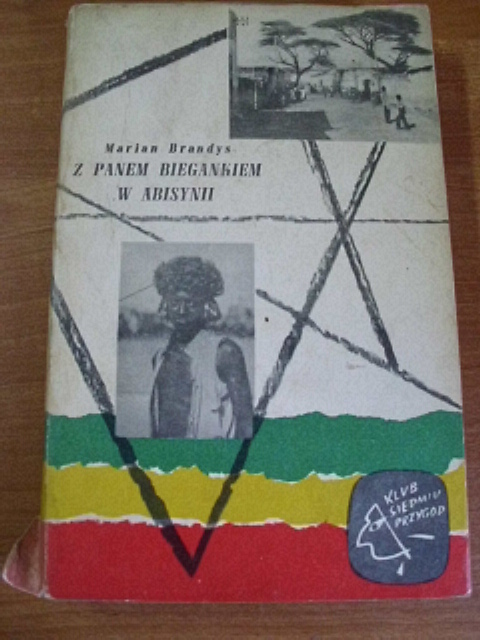 Marian Brandys
Z PANEM BIEGANKIEM
W ABISYNII
KLUB
SIEDMIU
PRZYGÓD